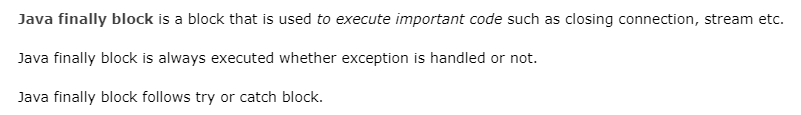 Java finally block is a block that is used to execute important code such as closing connection, stream etc.
Java finally block is always executed whether exception is handled or not.
Java finally block follows try or catch block.